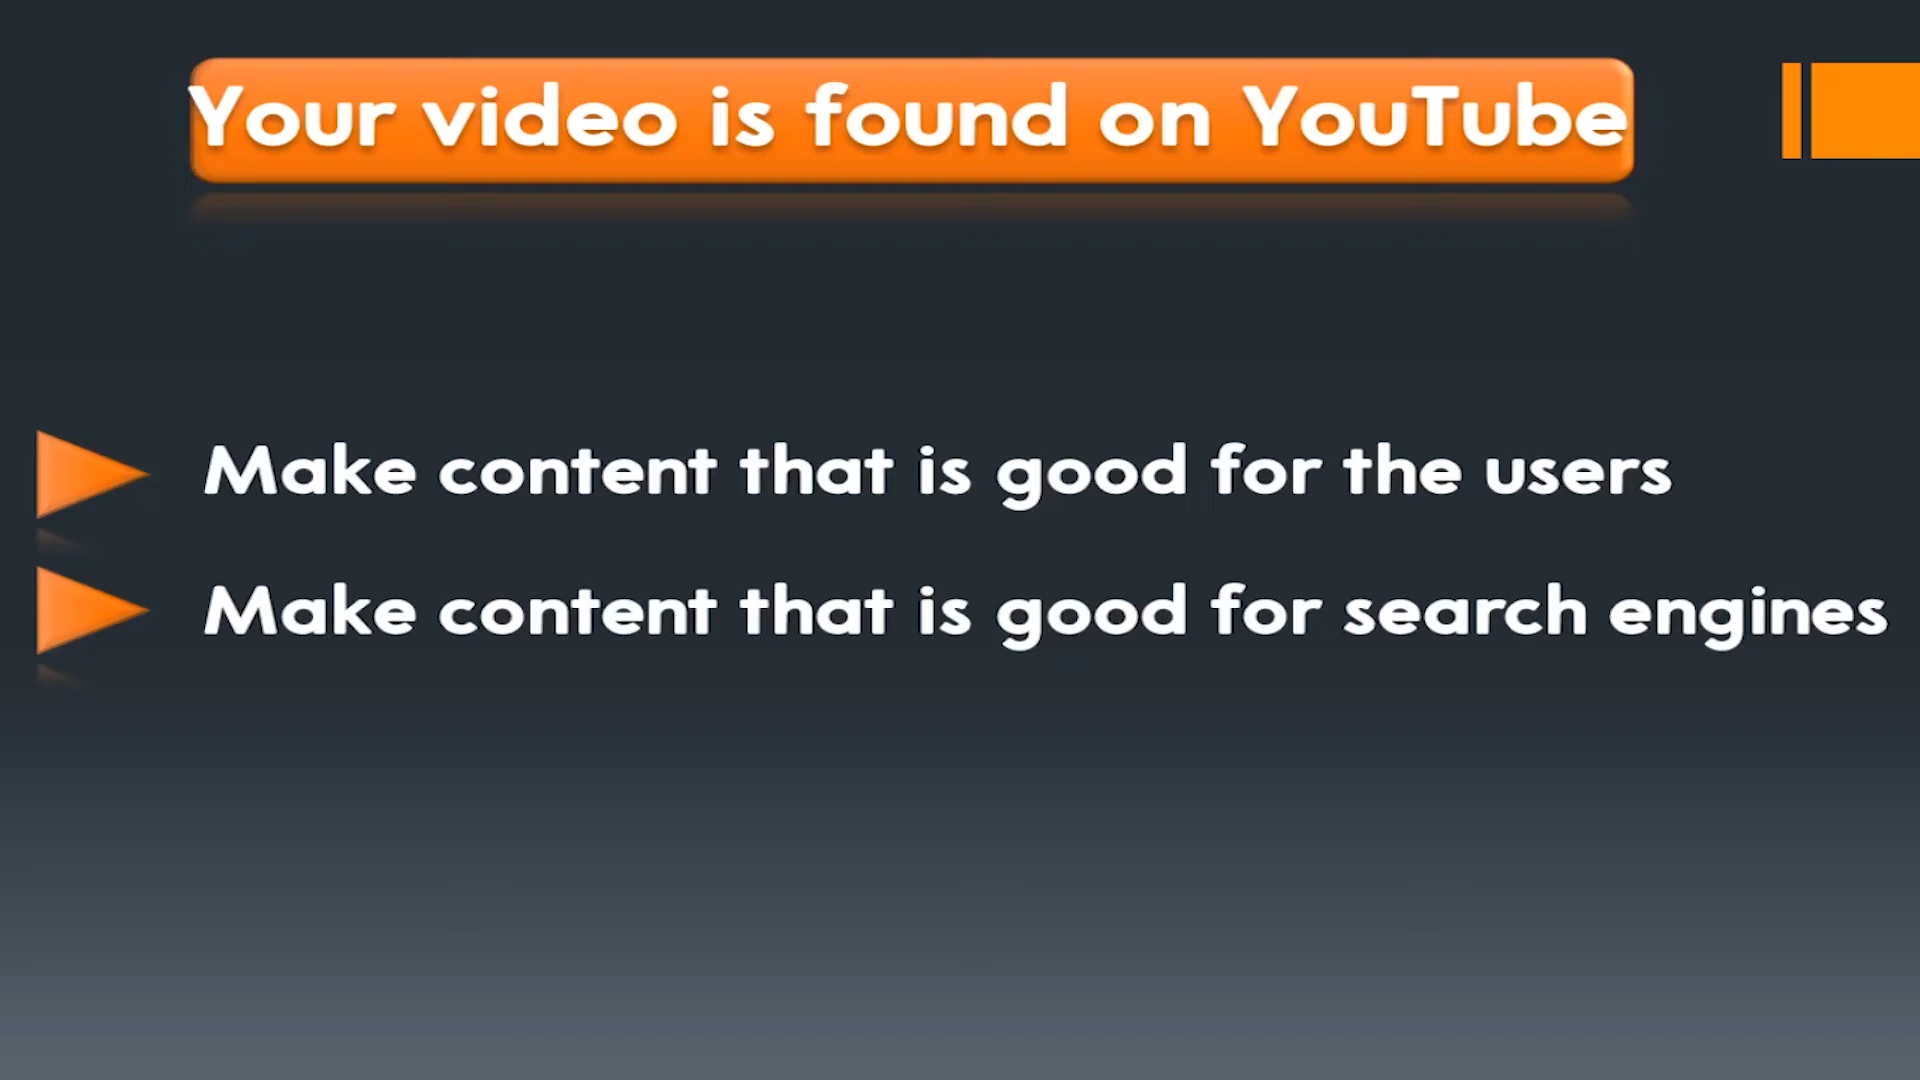 Your video is found on YouTube
Make content that is good for the users
Make content that is good for search engines